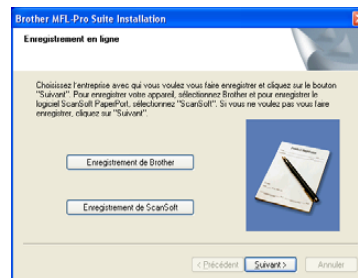 Brother MFL-Pro Suite Installation
Enregistrement en ligne
Choisissez l'entreprise avec qui vous voulez vous faire enregistrer et cliquez sur le bouton
"Suivant". Pour enregistrer votre appareil, sélectionnez Brother et pour enregistrer le
logiciel ScanSoft PaperPort, sélectionnez "ScanSoft". Si vous ne voulez pas vous faire
enregistrer, cliquez sur "Suivant".
Enregistrement de Brother
Enregistrement de ScanSoft
< Précédent Suivant > Annuler